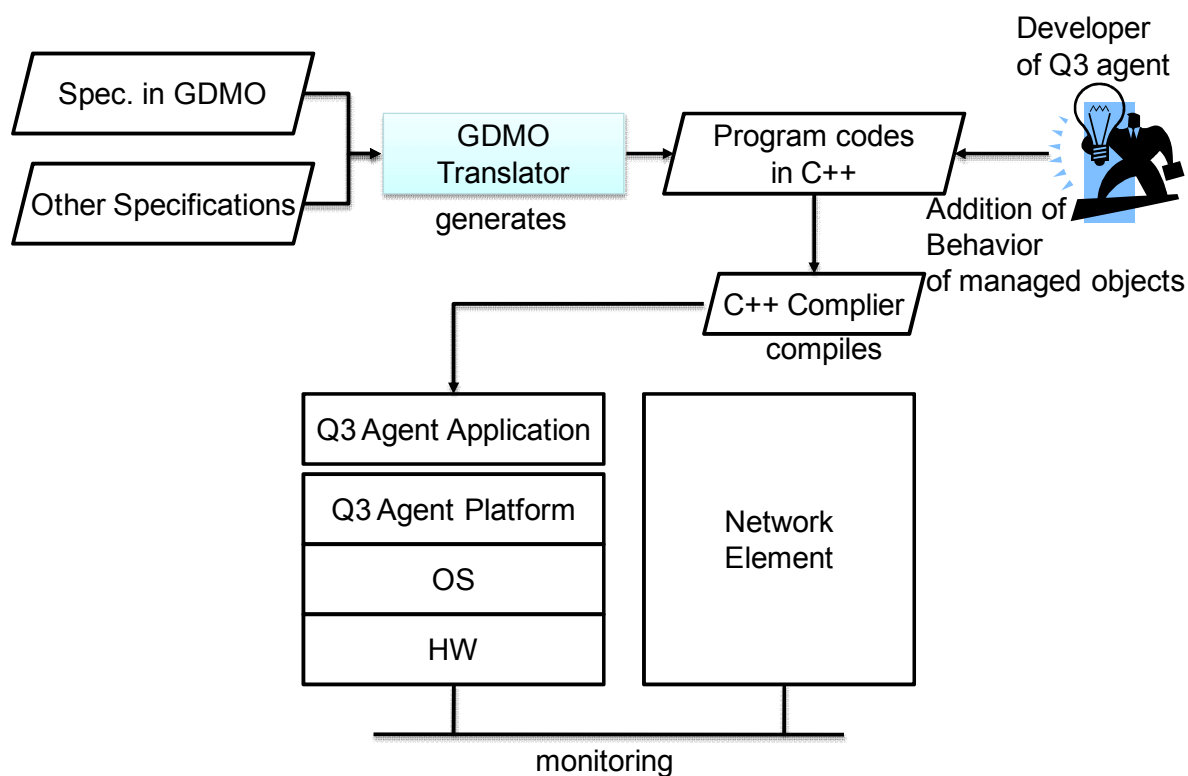 Developer
of Q3 agent
Spec. in GDMO
Other Specifications
GDMO
Translator
generates
Program codes
in C++
Addition of
Behavior
of managed objects
C++ Complier
compiles
Q3 Agent Application
Q3 Agent Platform
OS
HW
Network
Element
monitoring